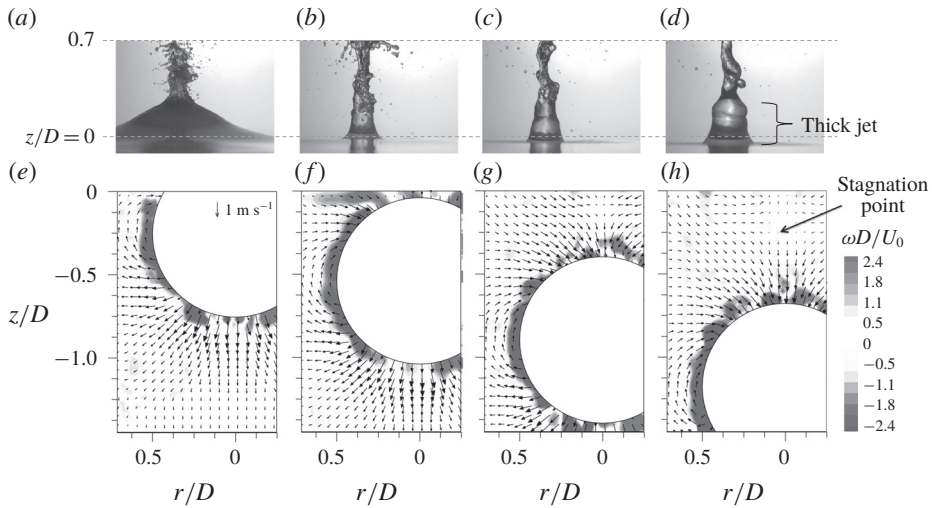 (a) (b) (c) (d)
0.7
z/D = 0
Thick jet
(e) (f) (g) (h)
0
−0.5
−1.0
z/D
↓ 1 m s⁻¹
Stagnation
point
ωD/U₀
2.4
1.8
1.1
0.5
0
−0.5
−1.1
−1.8
−2.4
0.5 0 0.5 0 0.5 0 0.5 0
r/D r/D r/D r/D